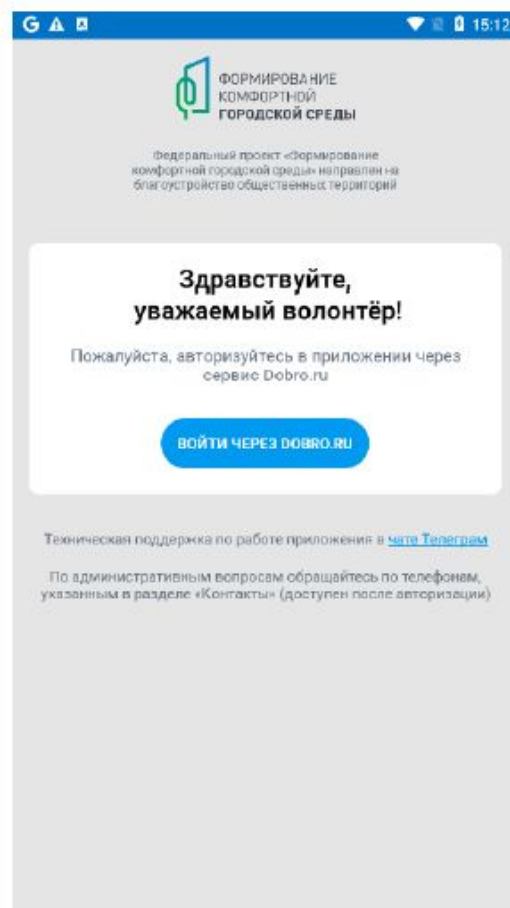 15:12
ФОРМИРОВАНИЕ
КОМФОРТНОЙ
ГОРОДСКОЙ СРЕДЫ
Федеральный проект «Формирование
комфортной городской среды» направлен на
благоустройство общественных территорий
Здравствуйте,
уважаемый волонтёр!
Пожалуйста, авторизуйтесь в приложении через
сервис Dobro.ru
ВОЙТИ ЧЕРЕЗ DOBRO.RU
Техническая поддержка по работе приложения в чате Телеграм
По административным вопросам обращайтесь по телефонам,
указанным в разделе «Контакты» (доступен после авторизации)